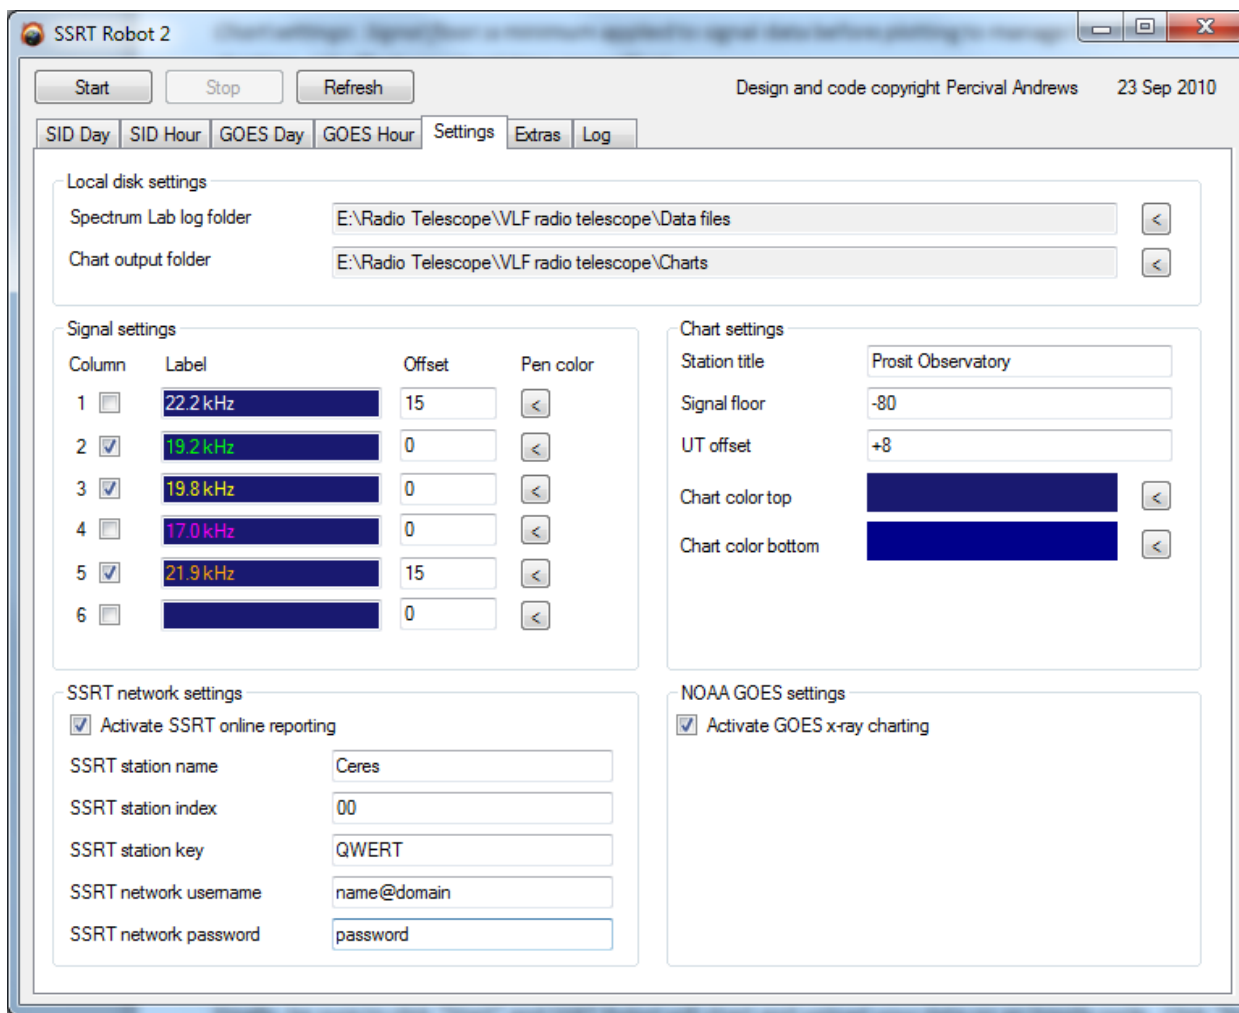 SSRT Robot 2
Start Stop Refresh Design and code copyright Percival Andrews 23 Sep 2010
SID Day SID Hour GOES Day GOES Hour Settings Extras Log
Local disk settings
Spectrum Lab log folder E:\Radio Telescope\VLF radio telescope\Data files <
Chart output folder E:\Radio Telescope\VLF radio telescope\Charts <
Signal settings
Column Label Offset Pen color
1 22.2 kHz 15 <
2 19.2 kHz 0 <
3 19.8 kHz 0 <
4 17.0 kHz 0 <
5 21.9 kHz 15 <
6 0 <
Chart settings
Station title Prosit Observatory
Signal floor -80
UT offset +8
Chart color top <
Chart color bottom <
SSRT network settings
Activate SSRT online reporting
SSRT station name Ceres
SSRT station index 00
SSRT station key QWERT
SSRT network username name@domain
SSRT network password password
NOAA GOES settings
Activate GOES x-ray charting